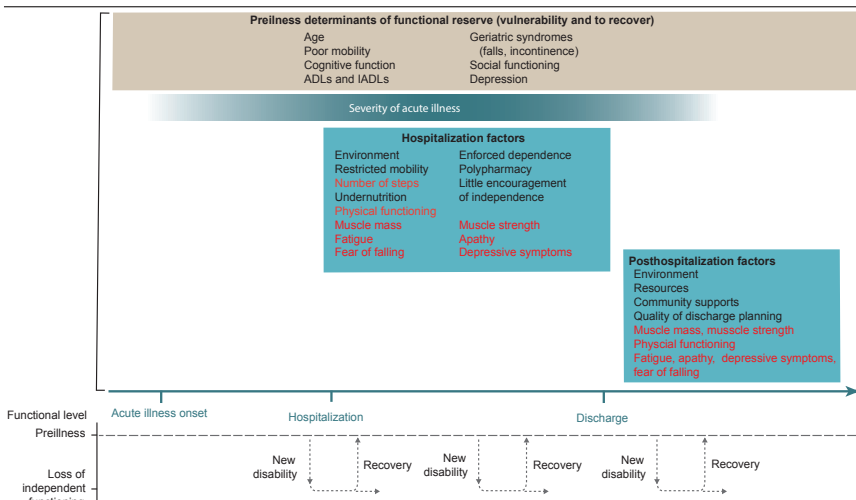 Preilness determinants of functional reserve (vulnerability and to recover)
Age
Poor mobility
Cognitive function
ADLs and IADLs
Geriatric syndromes
(falls, incontinence)
Social functioning
Depression
Severity of acute illness
Hospitalization factors
Environment
Restricted mobility
Number of steps
Undernutrition
Physical functioning
Muscle mass
Fatigue
Fear of falling
Enforced dependence
Polypharmacy
Little encouragement
of independence
Muscle strength
Apathy
Depressive symptoms
Posthospitalization factors
Environment
Resources
Community supports
Quality of discharge planning
Muscle mass, musscle strength
Physcial functioning
Fatigue, apathy, depressive symptoms,
fear of falling
Functional level
Acute illness onset
Hospitalization
Discharge
Preillness
New
disability
Recovery
New
disability
Recovery
New
disability
Recovery
Loss of
independent
functioning